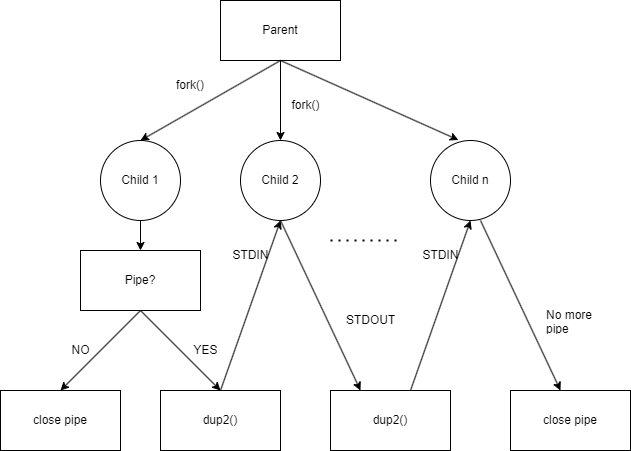 Parent
fork()
fork()
Child 1
Child 2
Child n
.........
STDIN
STDIN
Pipe?
STDOUT
No more
pipe
NO
YES
close pipe
dup2()
dup2()
close pipe